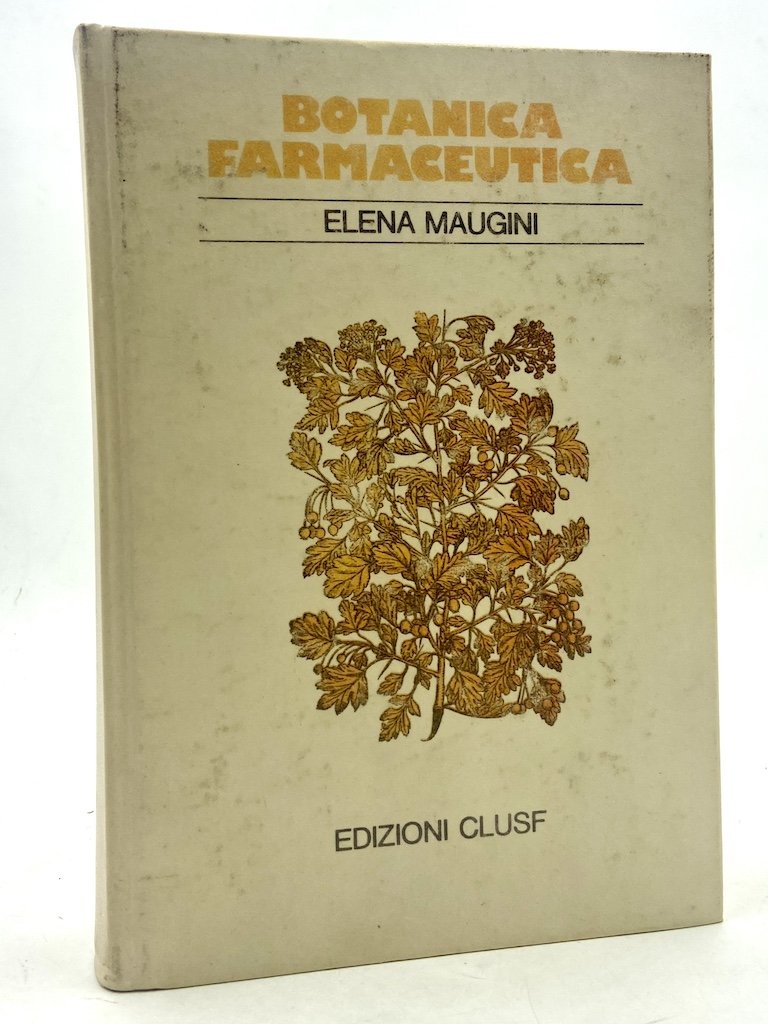 BOTANICA
FARMACEUTICA
ELENA MAUGINI
EDIZIONI CLUSF